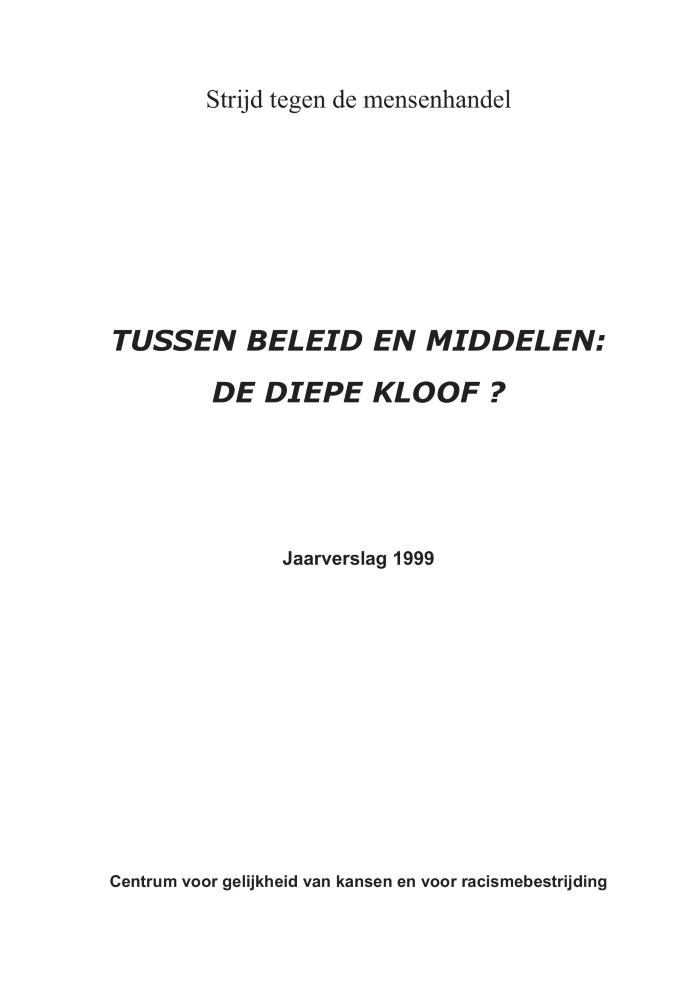 Strijd tegen de mensenhandel
TUSSEN BELEID EN MIDDELEN:
DE DIEPE KLOOF ?
Jaarverslag 1999
Centrum voor gelijkheid van kansen en voor racismebestrijding